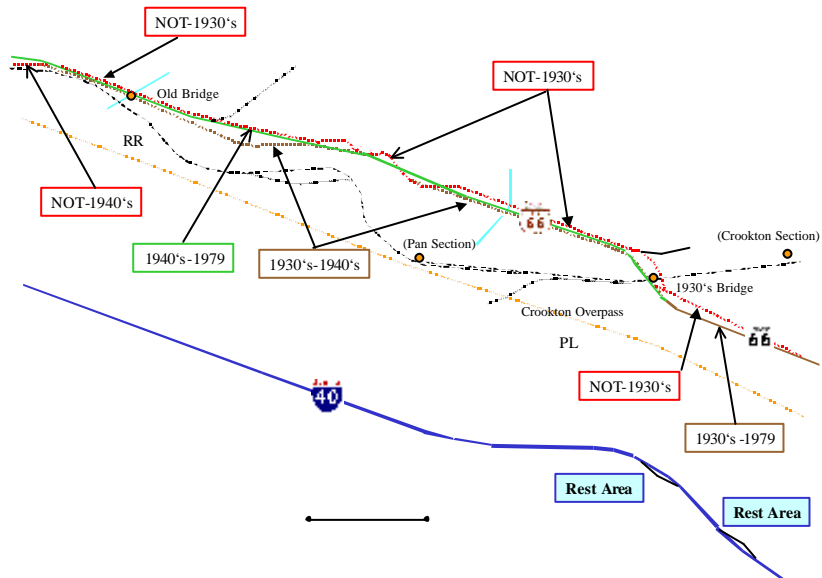 NOT-1930‘s
Old Bridge
NOT-1930‘s
RR
NOT-1940‘s
1940‘s-1979
1930‘s-1940‘s
(Pan Section)
66
(Crookton Section)
1930‘s Bridge
Crookton Overpass
PL
66
NOT-1930‘s
40
1930‘s -1979
Rest Area
Rest Area